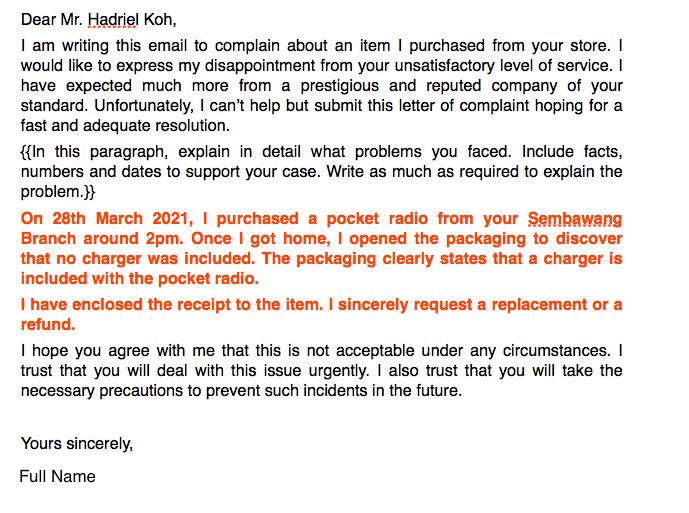 Dear Mr. Hadriel Koh,
I am writing this email to complain about an item I purchased from your store. I
would like to express my disappointment from your unsatisfactory level of service. I
have expected much more from a prestigious and reputed company of your
standard. Unfortunately, I can’t help but submit this letter of complaint hoping for a
fast and adequate resolution.
{{In this paragraph, explain in detail what problems you faced. Include facts,
numbers and dates to support your case. Write as much as required to explain the
problem.}}
On 28th March 2021, I purchased a pocket radio from your Sembawang
Branch around 2pm. Once I got home, I opened the packaging to discover
that no charger was included. The packaging clearly states that a charger is
included with the pocket radio.
I have enclosed the receipt to the item. I sincerely request a replacement or a
refund.
I hope you agree with me that this is not acceptable under any circumstances. I
trust that you will deal with this issue urgently. I also trust that you will take the
necessary precautions to prevent such incidents in the future.
Yours sincerely,
Full Name